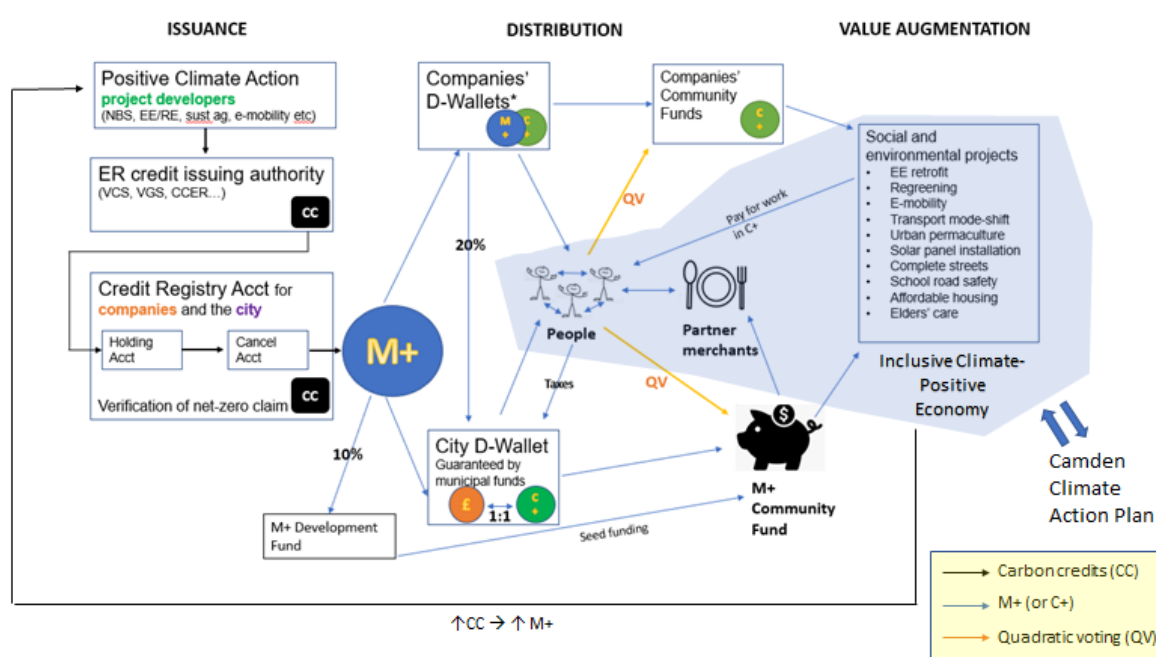 ISSUANCE
DISTRIBUTION
VALUE AUGMENTATION
Positive Climate Action
project developers
(NBS, EE/RE, sust ag, e-mobility etc)
ER credit issuing authority
(VCS, VGS, CCER…)
CC
Credit Registry Acct for
companies and the city
Holding
Acct
Cancel
Acct
Verification of net-zero claim
CC
M+
10%
M+ Development
Fund
Companies'
D-Wallets*
M
+
C
+
20%
City D-Wallet
Guaranteed by
municipal funds
£
1:1
C
+
Companies'
Community
Funds
C
+
QV
People
Taxes
QV
Pay for work
in C+
Partner
merchants
Seed funding
$
M+
Community
Fund
Social and
environmental projects
• EE retrofit
• Regreening
• E-mobility
• Transport mode-shift
• Urban permaculture
• Solar panel installation
• Complete streets
• School road safety
• Affordable housing
• Elders' care
Inclusive Climate-
Positive
Economy
Camden
Climate
Action Plan
↑CC → ↑ M+
Carbon credits (CC)
M+ (or C+)
Quadratic voting (QV)